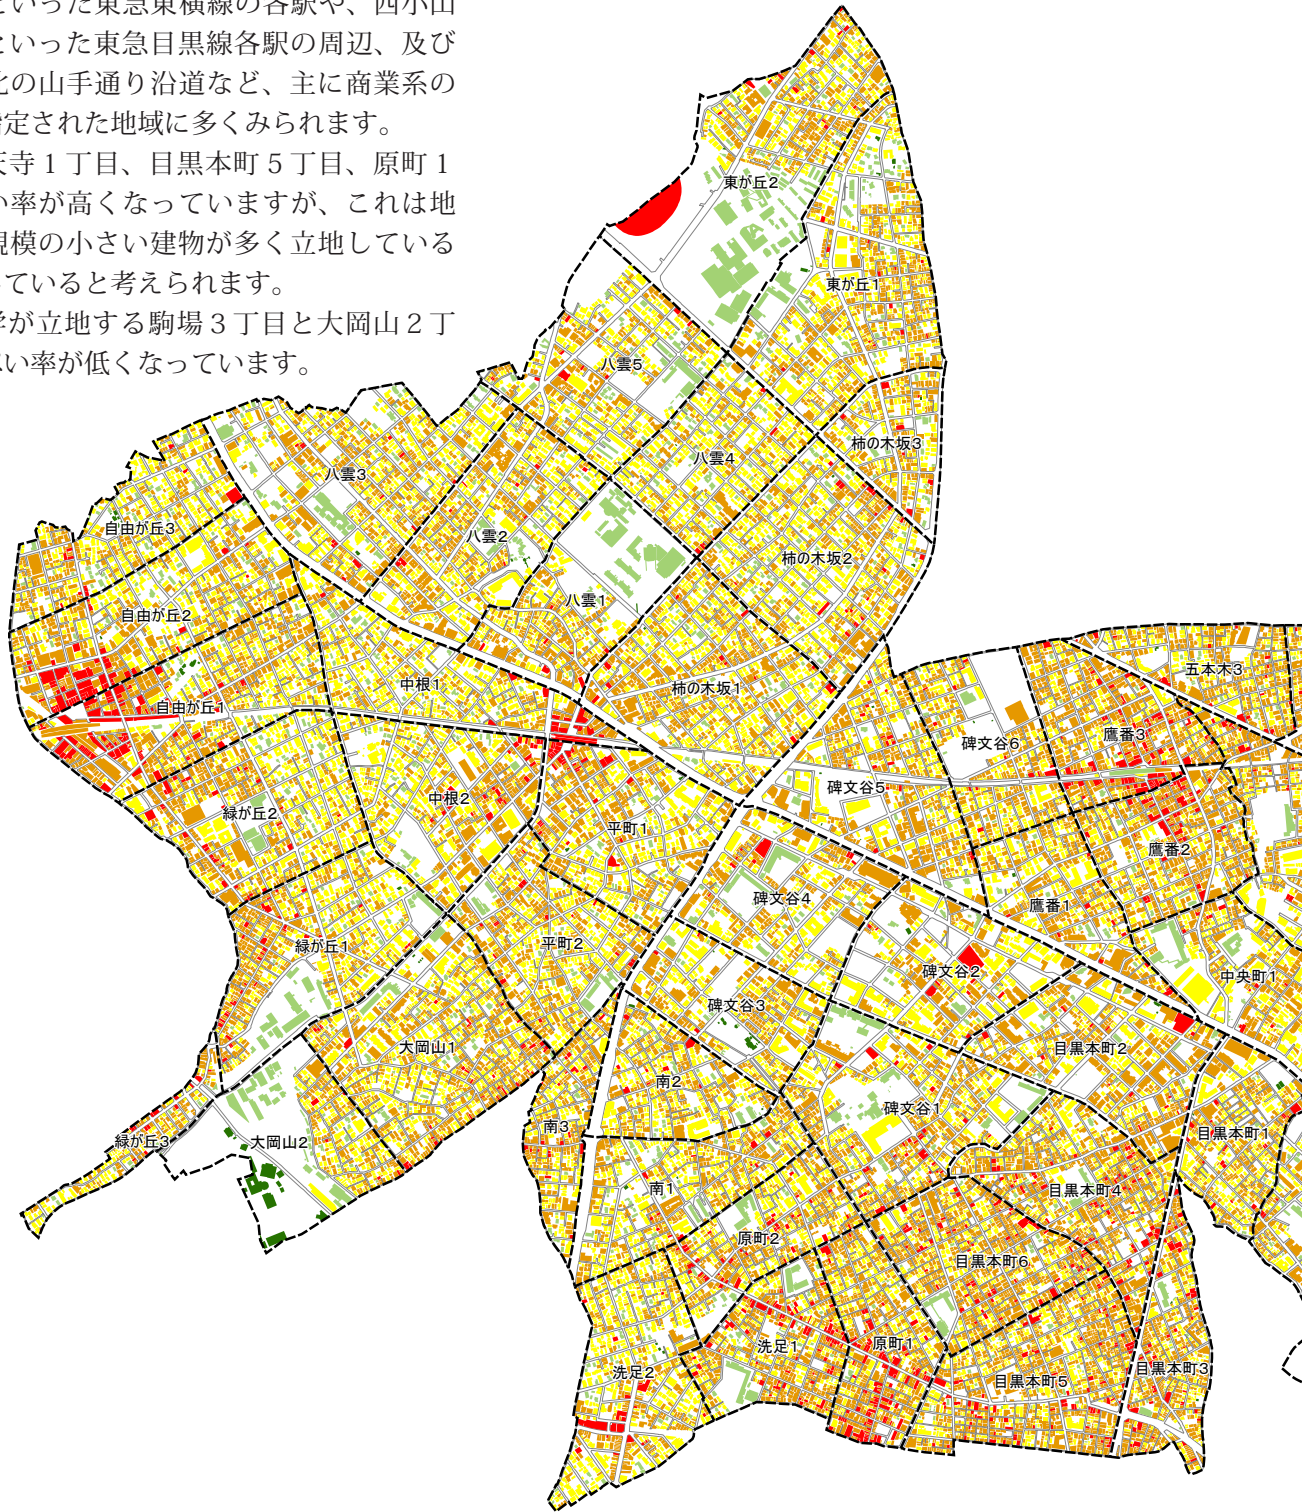 といった東急東横線の各駅や、西小山
といった東急目黒線各駅の周辺、及び
北の山手通り沿道など、主に商業系の
指定された地域に多くみられます。
天寺１丁目、目黒本町５丁目、原町１
い率が高くなっていますが、これは地
規模の小さい建物が多く立地している
っていると考えられます。
学が立地する駒場３丁目と大岡山２丁
ぺい率が低くなっています。
東が丘2
東が丘1
八雲5
柿の木坂3
八雲4
八雲3
自由が丘3
八雲2
柿の木坂2
八雲1
自由が丘2
五本木3
中根1
柿の木坂1
自由が丘1
鷹番3
碑文谷6
碑文谷5
中根2
緑が丘2
平町1
鷹番2
碑文谷4
鷹番1
平町2
緑が丘1
碑文谷2
中央町1
碑文谷3
大岡山1
目黒本町2
南2
碑文谷1
南3
目黒本町1
緑が丘3
大岡山2
南1
目黒本町4
原町2
目黒本町6
洗足1
原町1
洗足2
目黒本町5
目黒本町3